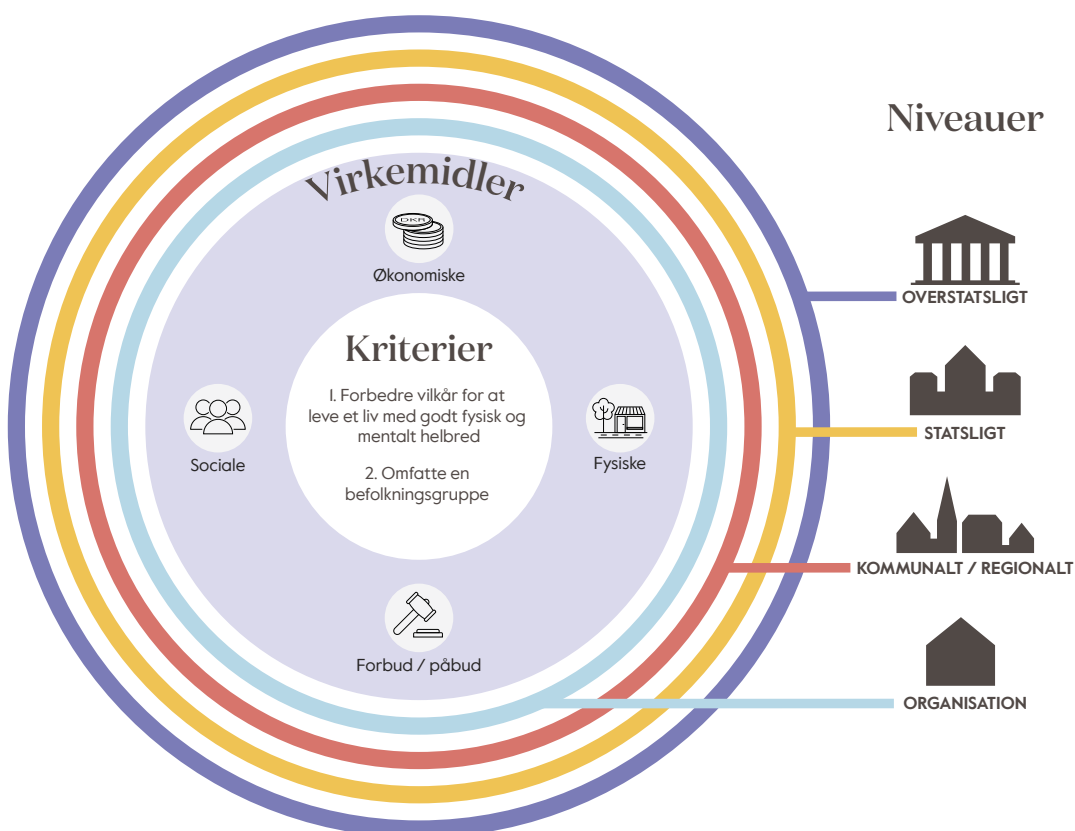 Niveauer
Virkemidler
DKR
Økonomiske
Kriterier
1. Forbedre vilkår for at
leve et liv med godt fysisk og
mentalt helbred
2. Omfatte en
befolkningsgruppe
Sociale
Fysiske
Forbud / påbud
OVERSTATSLIGT
STATSLIGT
KOMMUNALT / REGIONALT
ORGANISATION